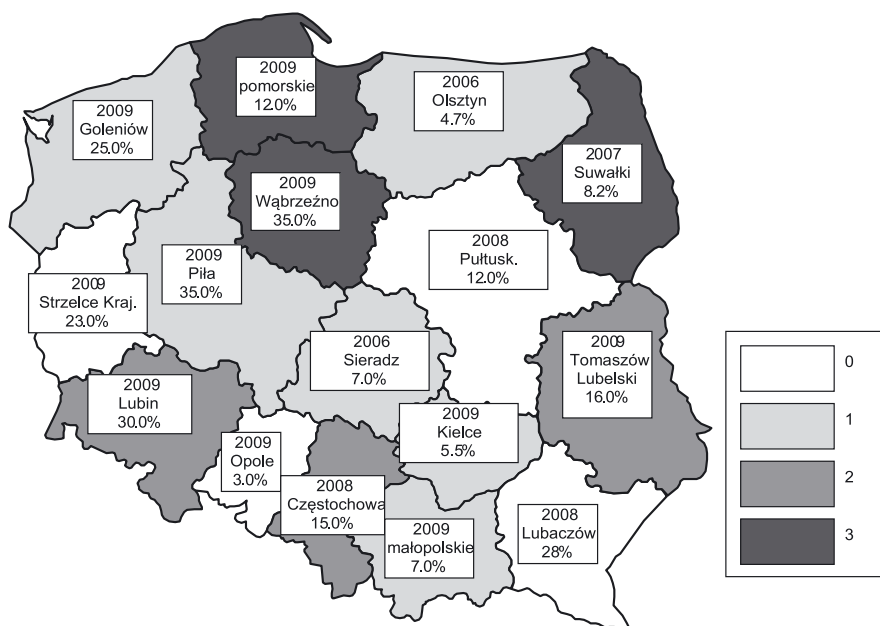 2009
pomorskie
12.0%
2006
Olsztyn
4.7%
2009
Goleniów
25.0%
2007
Suwałki
8.2%
2009
Wąbrzeźno
35.0%
2008
Pułtusk.
12.0%
2009
Piła
35.0%
2009
Strzelce Kraj.
23.0%
2006
Sieradz
7.0%
2009
Tomaszów
Lubelski
16.0%
2009
Lubin
30.0%
2009
Kielce
5.5%
2009
Opole
3.0%
2008
Częstochowa
15.0%
2009
małopolskie
7.0%
2008
Lubaczów
28%
0
1
2
3